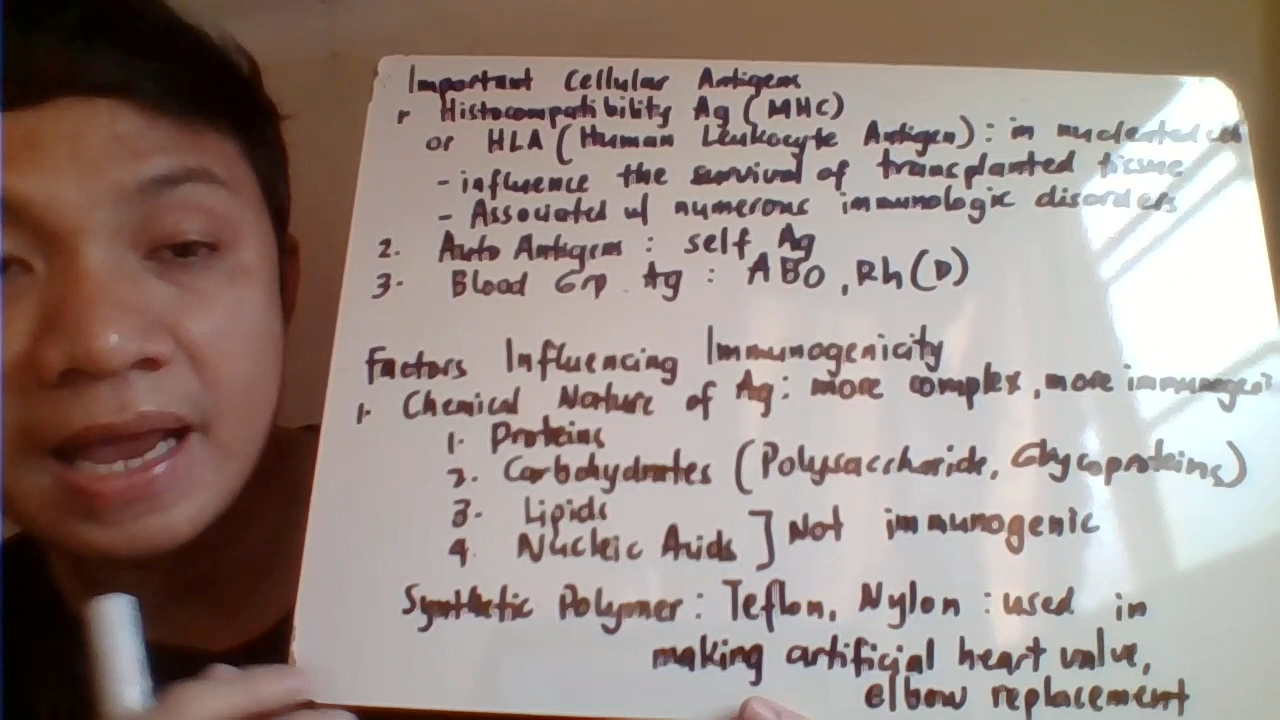 Important Cellular Antigens
1. Histocompatibility Ag (MHC)
or HLA (Human Leukocyte Antigen) : in nucleated
- influence the survival of transplanted tissue
- Associated w/ numerous immunologic disorders
2. Auto Antigens : self Ag
3. Blood Grp. Ag : ABO, Rh (D)
Factors Influencing Immunogenicity
1. Chemical Nature of Ag : more complex, more
1. Proteins
2. Carbohydrates (Polysaccharide, Glycoproteins)
3. Lipids
4. Nucleic Acids ] Not immunogenic
Synthetic Polymer : Teflon, Nylon : used in
making artificial heart valve,
elbow replacement